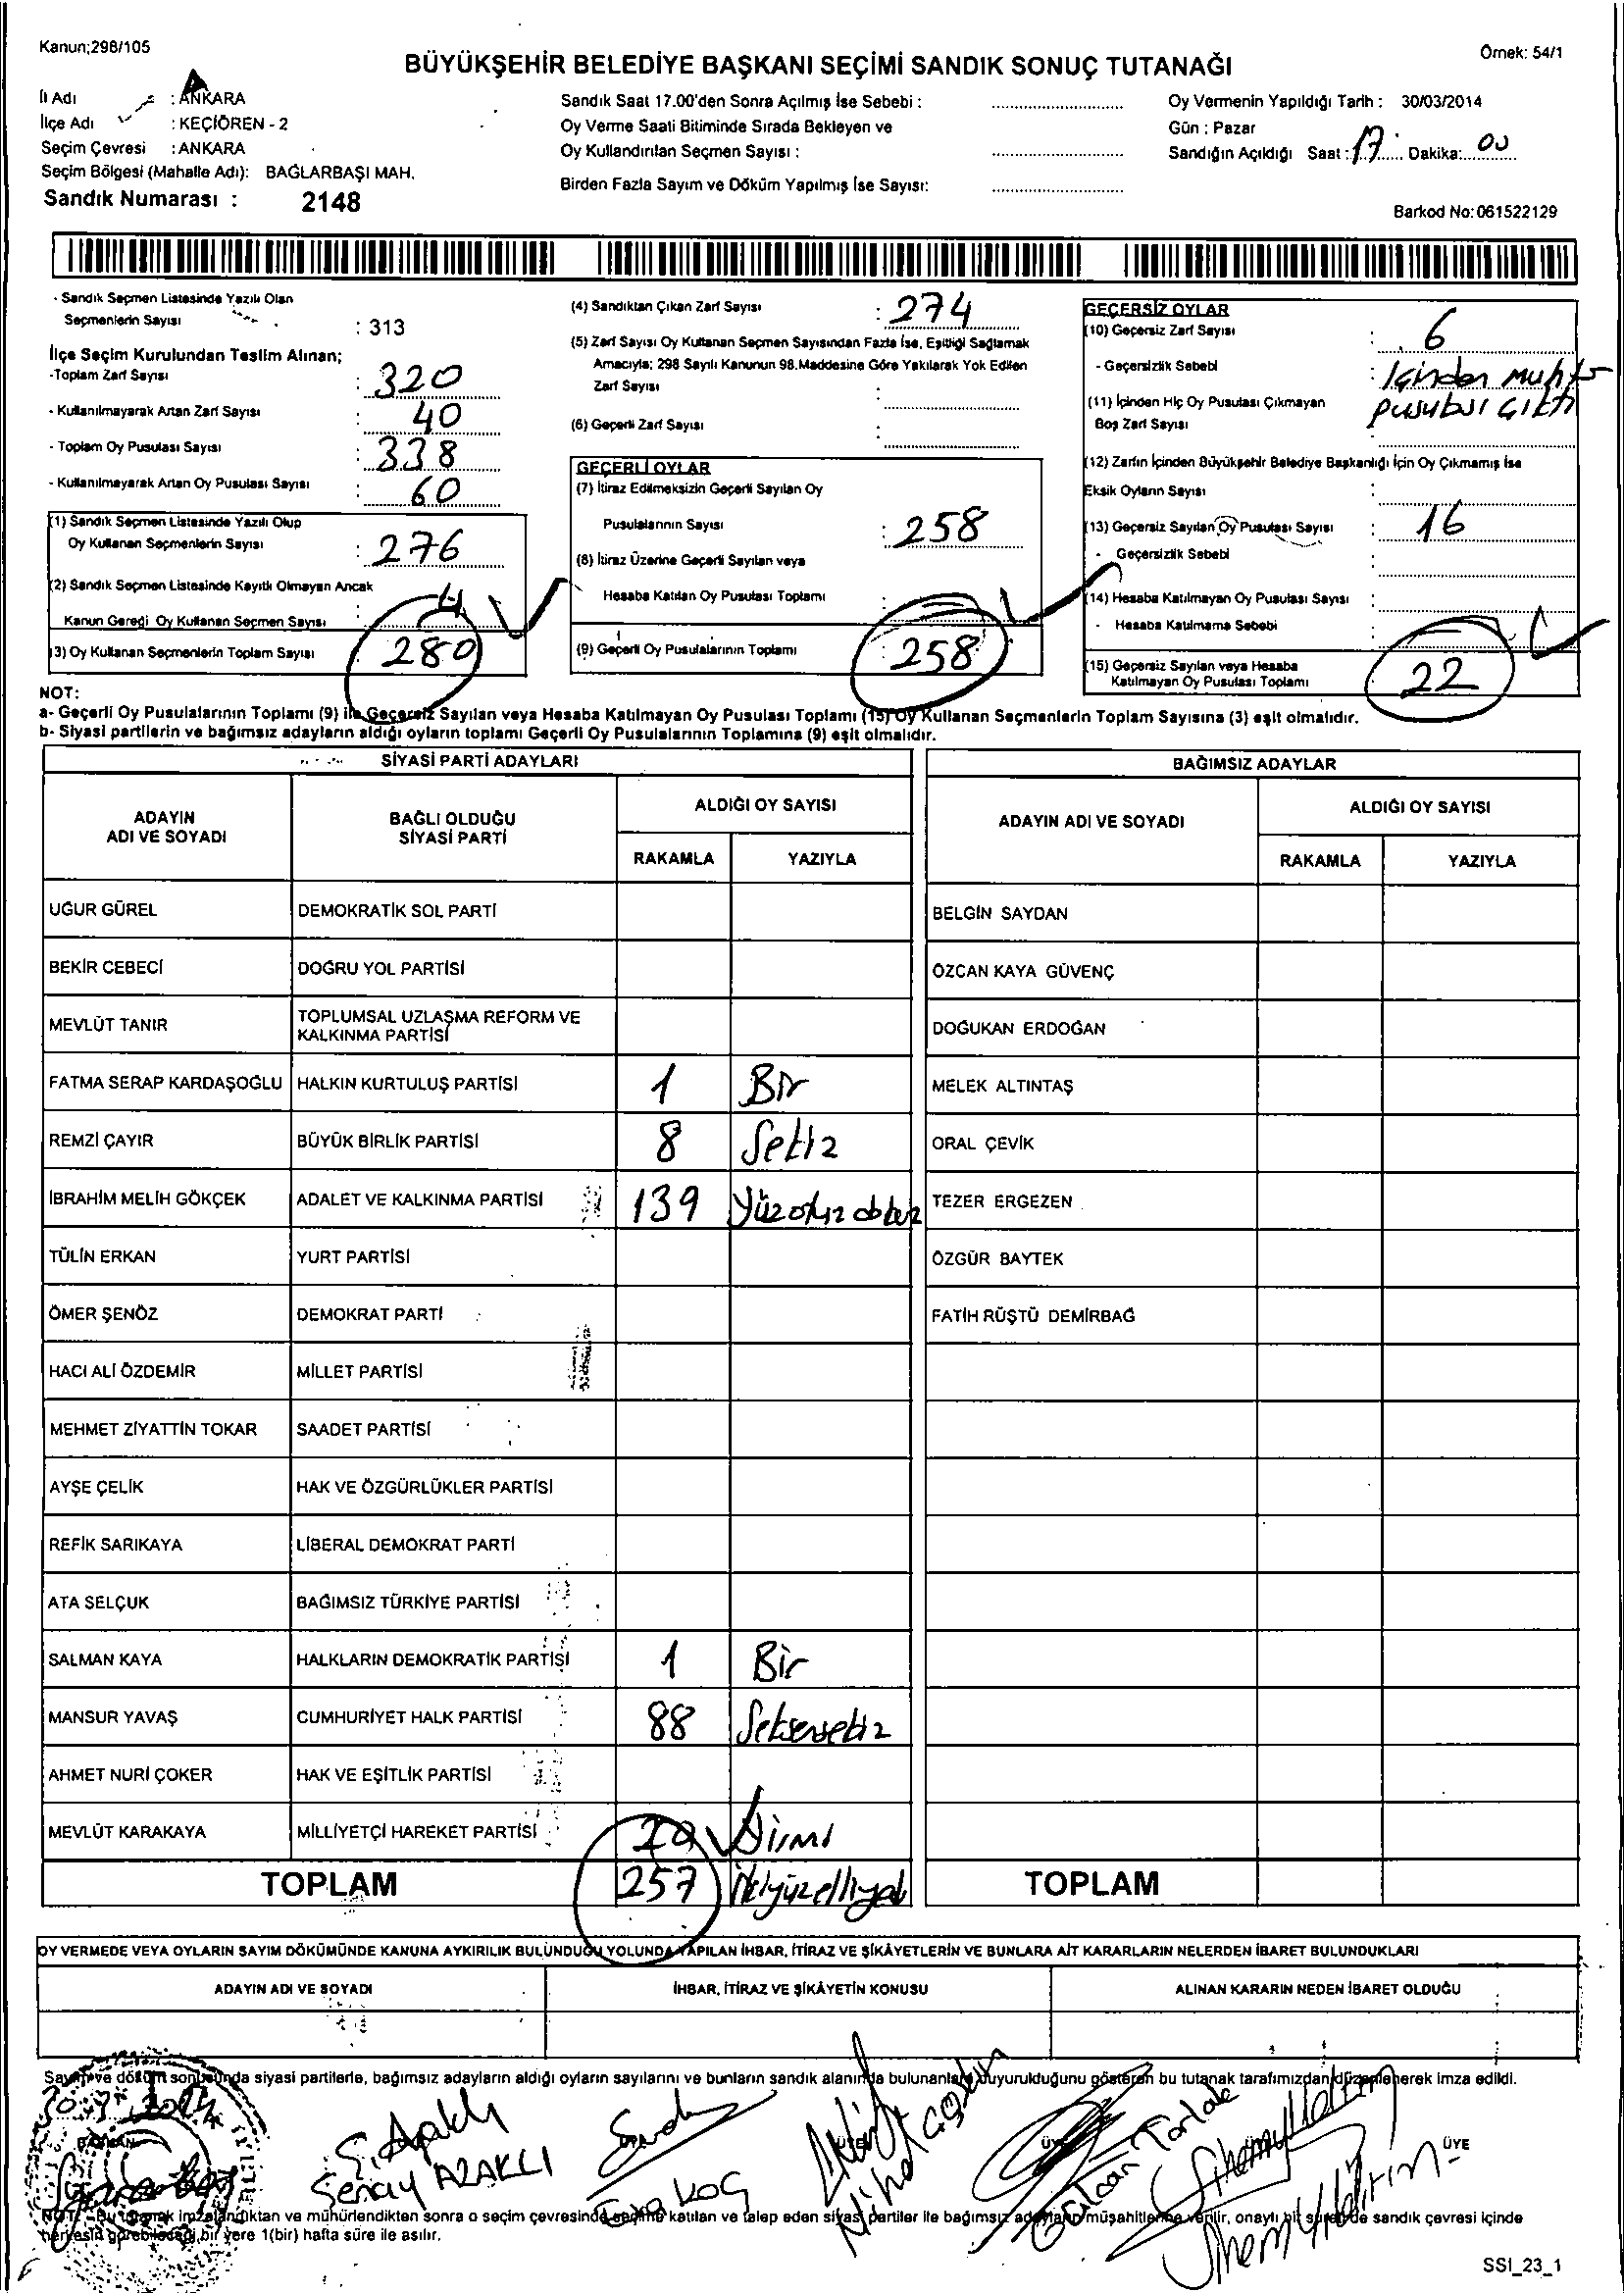 Kanun;298/105
Örnek: 54/1
BÜYÜKŞEHİR BELEDİYE BAŞKANI SEÇİMİ SANDIK SONUÇ TUTANAĞI
İl Adı : ANKARA
İlçe Adı : KEÇİÖREN - 2
Seçim Çevresi : ANKARA
Seçim Bölgesi (Mahalle Adı): BAĞLARBAŞI MAH.
Sandık Numarası : 2148
Sandık Saat 17.00'den Sonra Açılmış İse Sebebi :
Oy Verme Saati Bitiminde Sırada Bekleyen ve
Oy Kullandırılan Seçmen Sayısı :
Birden Fazla Sayım ve Döküm Yapılmış İse Sayısı:
Oy Vermenin Yapıldığı Tarih : 30/03/2014
Gün : Pazar
Sandığın Açıldığı Saat : 17 Dakika: 00
Barkod No: 061522129
- Sandık Seçmen Listesinde Yazılı Olan
Seçmenlerin Sayısı : 313
İlçe Seçim Kurulundan Teslim Alınan;
-Toplam Zarf Sayısı : 320
- Kullanılmayarak Artan Zarf Sayısı : 40
- Toplam Oy Pusulası Sayısı : 338
- Kullanılmayarak Artan Oy Pusulası Sayısı : 60
(1) Sandık Seçmen Listesinde Yazılı Olup
Oy Kullanan Seçmenlerin Sayısı : 276
(2) Sandık Seçmen Listesinde Kayıtlı Olmayan Ancak
Kanun Gereği Oy Kullanan Seçmen Sayısı : 4
(3) Oy Kullanan Seçmenlerin Toplam Sayısı : 280
(4) Sandıktan Çıkan Zarf Sayısı : 274
(5) Zarf Sayısı Oy Kullanan Seçmen Sayısından Fazla İse, Eşitliği Sağlamak
Amacıyla; 298 Sayılı Kanunun 98.Maddesine Göre Yakılarak Yok Edilen
Zarf Sayısı :
(6) Geçerli Zarf Sayısı :
GEÇERLİ OYLAR
(7) İtiraz Edilmeksizin Geçerli Sayılan Oy
Pusulalarının Sayısı : 258
(8) İtiraz Üzerine Geçerli Sayılan veya
Hesaba Katılan Oy Pusulası Toplamı :
(9) Geçerli Oy Pusulalarının Toplamı : 258
GEÇERSİZ OYLAR
(10) Geçersiz Zarf Sayısı : 6
- Geçersizlik Sebebi : İçinden muhtar
(11) İçinden Hiç Oy Pusulası Çıkmayan pusulası çıktı
Boş Zarf Sayısı
(12) Zarfın İçinden Büyükşehir Belediye Başkanlığı İçin Oy Çıkmamış İse
Eksik Oyların Sayısı :
(13) Geçersiz Sayılan Oy Pusulası Sayısı : 16
- Geçersizlik Sebebi :
(14) Hesaba Katılmayan Oy Pusulası Sayısı :
- Hesaba Katılmama Sebebi :
(15) Geçersiz Sayılan veya Hesaba
Katılmayan Oy Pusulası Toplamı : 22
NOT:
a- Geçerli Oy Pusulalarının Toplamı (9) ile Geçersiz Sayılan veya Hesaba Katılmayan Oy Pusulası Toplamı (15) Oy Kullanan Seçmenlerin Toplam Sayısına (3) eşit olmalıdır.
b- Siyasi partilerin ve bağımsız adayların aldığı oyların toplamı Geçerli Oy Pusulalarının Toplamına (9) eşit olmalıdır.
SİYASİ PARTİ ADAYLARI
ADAYIN ADI VE SOYADI BAĞLI OLDUĞU SİYASİ PARTİ ALDIĞI OY SAYISI
RAKAMLA YAZIYLA
UĞUR GÜREL DEMOKRATİK SOL PARTİ
BEKİR CEBECİ DOĞRU YOL PARTİSİ
MEVLÜT TANIR TOPLUMSAL UZLAŞMA REFORM VE
KALKINMA PARTİSİ
FATMA SERAP KARDAŞOĞLU HALKIN KURTULUŞ PARTİSİ 1 Bir
REMZİ ÇAYIR BÜYÜK BİRLİK PARTİSİ 8 Sekiz
İBRAHİM MELİH GÖKÇEK ADALET VE KALKINMA PARTİSİ 139 Yüzotuz dokuz
TÜLİN ERKAN YURT PARTİSİ
ÖMER ŞENÖZ DEMOKRAT PARTİ
HACI ALİ ÖZDEMİR MİLLET PARTİSİ
MEHMET ZİYATTİN TOKAR SAADET PARTİSİ
AYŞE ÇELİK HAK VE ÖZGÜRLÜKLER PARTİSİ
REFİK SARIKAYA LİBERAL DEMOKRAT PARTİ
ATA SELÇUK BAĞIMSIZ TÜRKİYE PARTİSİ
SALMAN KAYA HALKLARIN DEMOKRATİK PARTİSİ 1 Bir
MANSUR YAVAŞ CUMHURİYET HALK PARTİSİ 88 Seksensekiz
AHMET NURİ ÇOKER HAK VE EŞİTLİK PARTİSİ
MEVLÜT KARAKAYA MİLLİYETÇİ HAREKET PARTİSİ 20 Yirmi
TOPLAM 257 İkiyüzelliyedi
BAĞIMSIZ ADAYLAR
ADAYIN ADI VE SOYADI ALDIĞI OY SAYISI
RAKAMLA YAZIYLA
BELGİN SAYDAN
ÖZCAN KAYA GÜVENÇ
DOĞUKAN ERDOĞAN
MELEK ALTINTAŞ
ORAL ÇEVİK
TEZER ERGEZEN
ÖZGÜR BAYTEK
FATİH RÜŞTÜ DEMİRBAĞ
TOPLAM
OY VERMEDE VEYA OYLARIN SAYIM DÖKÜMÜNDE KANUNA AYKIRILIK BULUNDUĞU YOLUNDA YAPILAN İHBAR, İTİRAZ VE ŞİKÂYETLERİN VE BUNLARA AİT KARARLARIN NELERDEN İBARET BULUNDUKLARI
ADAYIN ADI VE SOYADI İHBAR, İTİRAZ VE ŞİKÂYETİN KONUSU ALINAN KARARIN NEDEN İBARET OLDUĞU
Sayım ve döküm sonucunda siyasi partilerle, bağımsız adayların aldığı oyların sayılarını ve bunların sandık alanında bulunanlara duyurulduğunu gösteren bu tutanak tarafımızdan düzenlenerek imza edildi.
BAŞKAN ÜYE ÜYE ÜYE ÜYE
Şenay AZAKLI
KOÇ
NOT: Bu tutanak imzalandıktan ve mühürlendikten sonra o seçim çevresinde seçime katılan ve talep eden siyasi partiler ile bağımsız adayların müşahitlerine verilir, onaylı bir sureti de sandık çevresi içinde
herkesin görebileceği bir yere 1(bir) hafta süre ile asılır.
SSI_23_1